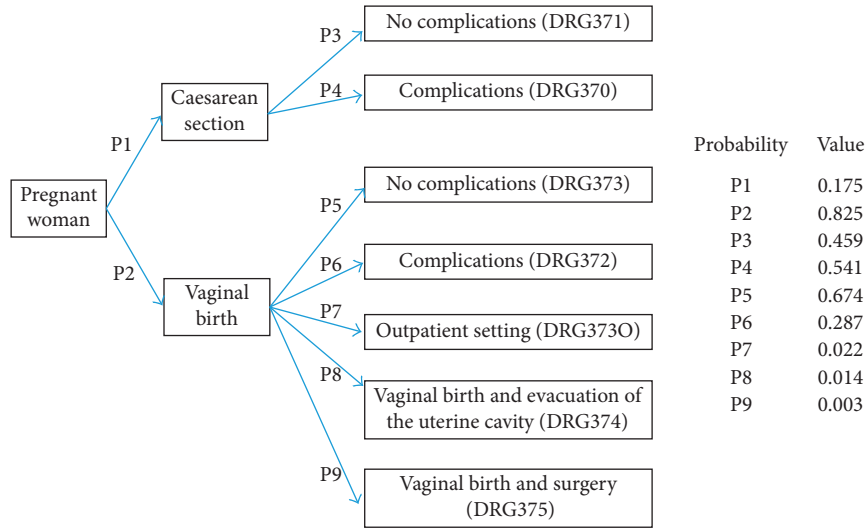 Pregnant
woman
P1
P2
Caesarean
section
Vaginal
birth
P3
P4
P5
P6
P7
P8
P9
No complications (DRG371)
Complications (DRG370)
No complications (DRG373)
Complications (DRG372)
Outpatient setting (DRG373O)
Vaginal birth and evacuation of
the uterine cavity (DRG374)
Vaginal birth and surgery
(DRG375)
Probability Value
P1 0.175
P2 0.825
P3 0.459
P4 0.541
P5 0.674
P6 0.287
P7 0.022
P8 0.014
P9 0.003